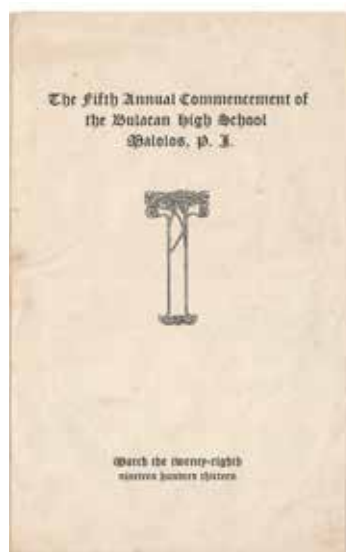 The Fifth Annual Commencement of
the Bulacan High School
Malolos, P. I.
March the twenty-eighth
nineteen hundred thirteen